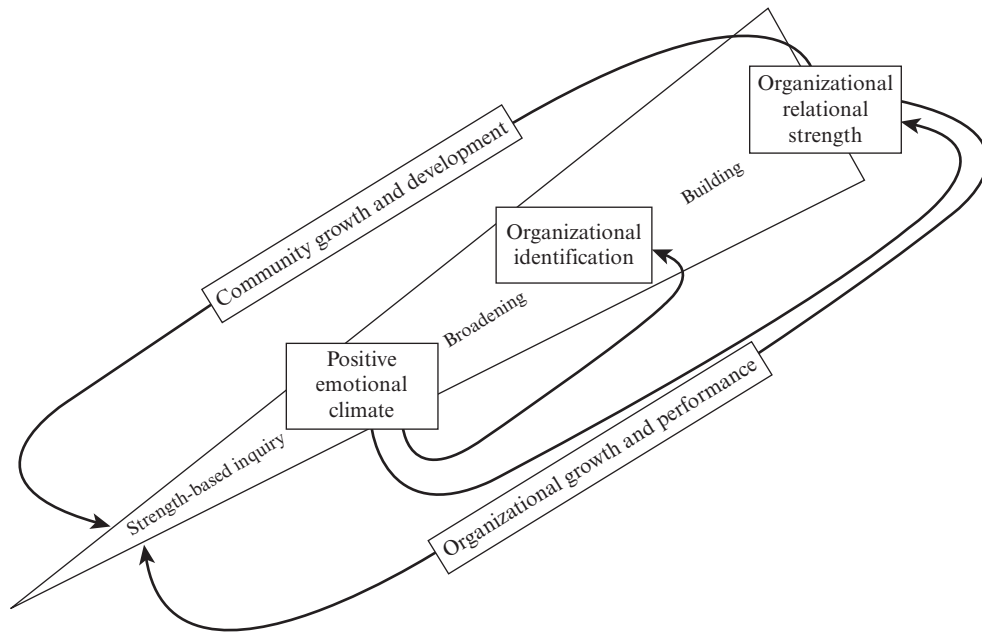 Organizational
relational
strength
Community growth and development
Building
Organizational
identification
Broadening
Positive
emotional
climate
Organizational growth and performance
Strength-based inquiry